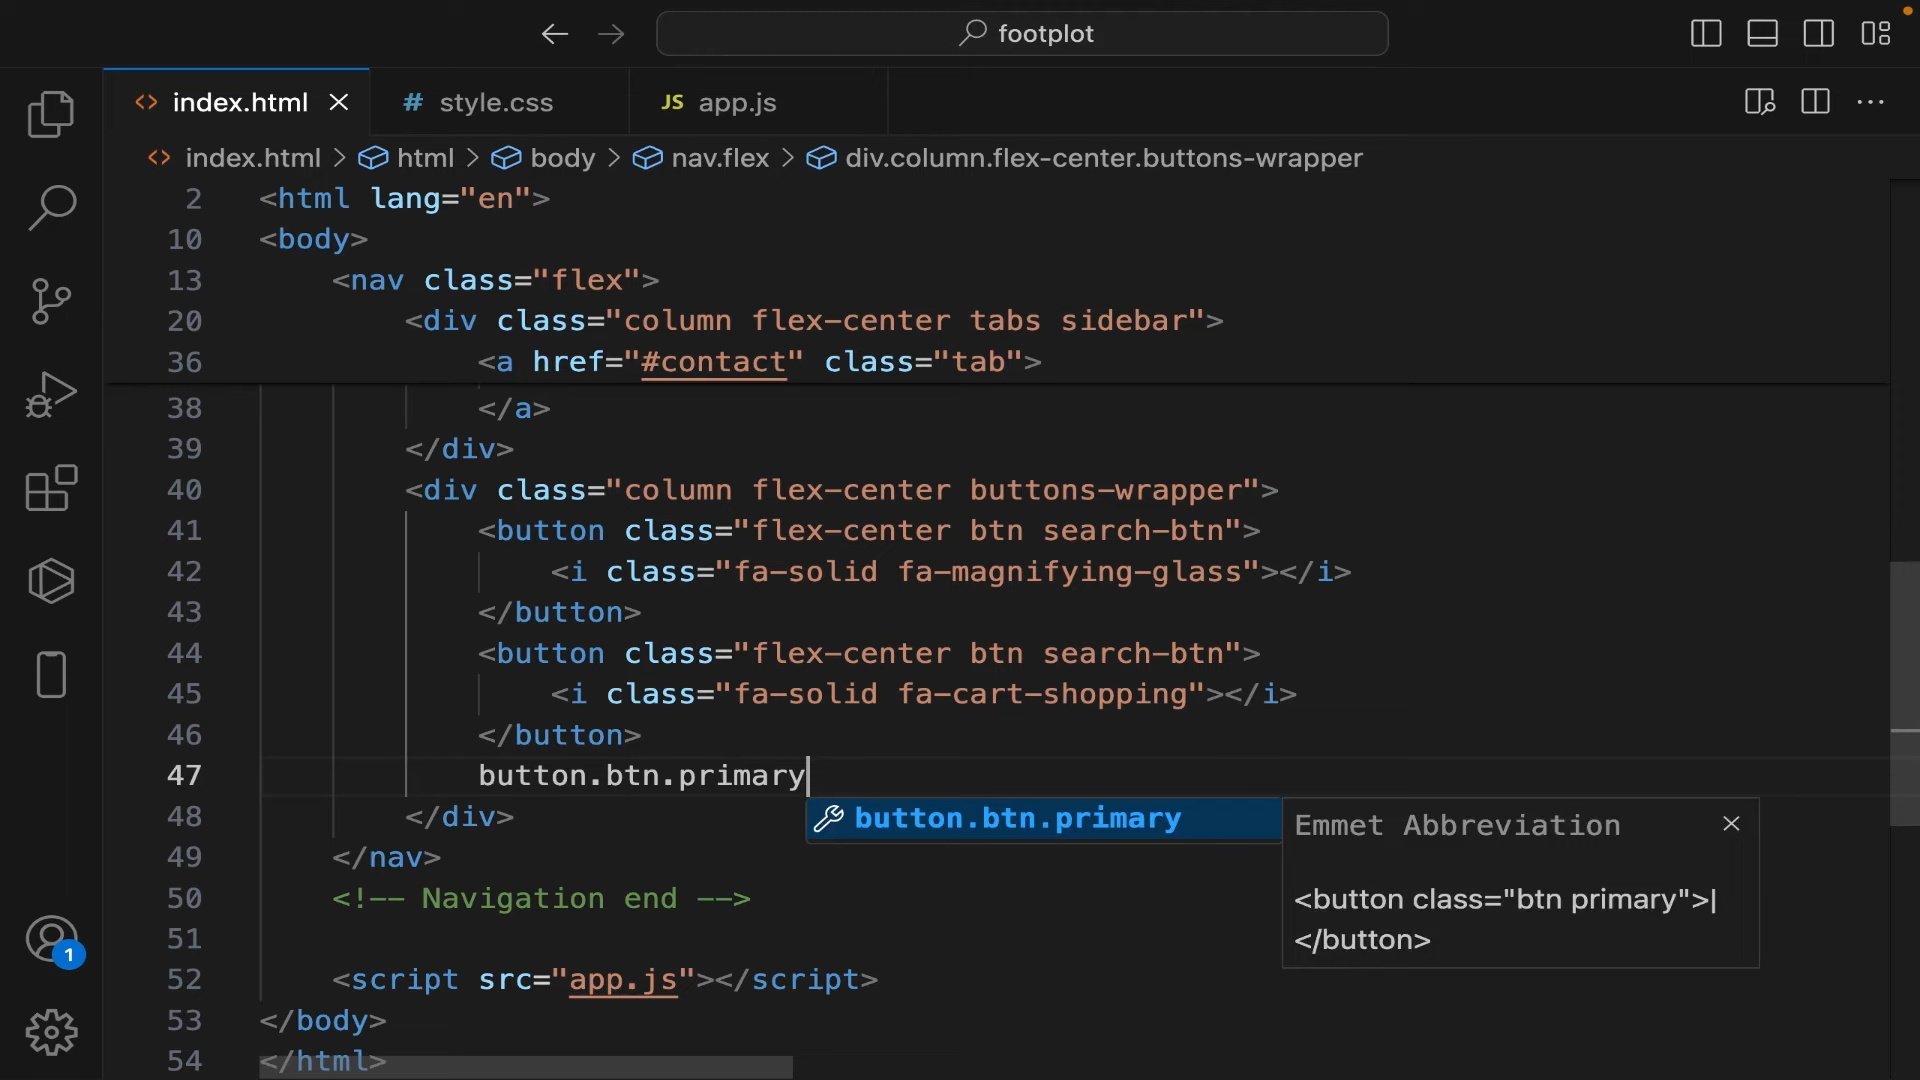 footplot
index.html
# style.css
JS app.js
index.html > html > body > nav.flex > div.column.flex-center.buttons-wrapper
2 <html lang="en">
10 <body>
13 <nav class="flex">
20 <div class="column flex-center tabs sidebar">
36 <a href="#contact" class="tab">
38 </a>
39 </div>
40 <div class="column flex-center buttons-wrapper">
41 <button class="flex-center btn search-btn">
42 <i class="fa-solid fa-magnifying-glass"></i>
43 </button>
44 <button class="flex-center btn search-btn">
45 <i class="fa-solid fa-cart-shopping"></i>
46 </button>
47 button.btn.primary
48 </div>
button.btn.primary
Emmet Abbreviation
<button class="btn primary">|
</button>
49 </nav>
50 <!-- Navigation end -->
51
52 <script src="app.js"></script>
53 </body>
54 </html>
1